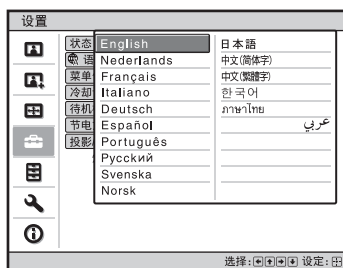 设置
状态
语
菜单
冷却
待机
节电
投影
English
Nederlands
Français
Italiano
Deutsch
Español
Português
Русский
Svenska
Norsk
日本語
中文(简体字)
中文(繁體字)
한국어
ภาษาไทย
عربي
选择: 设定: